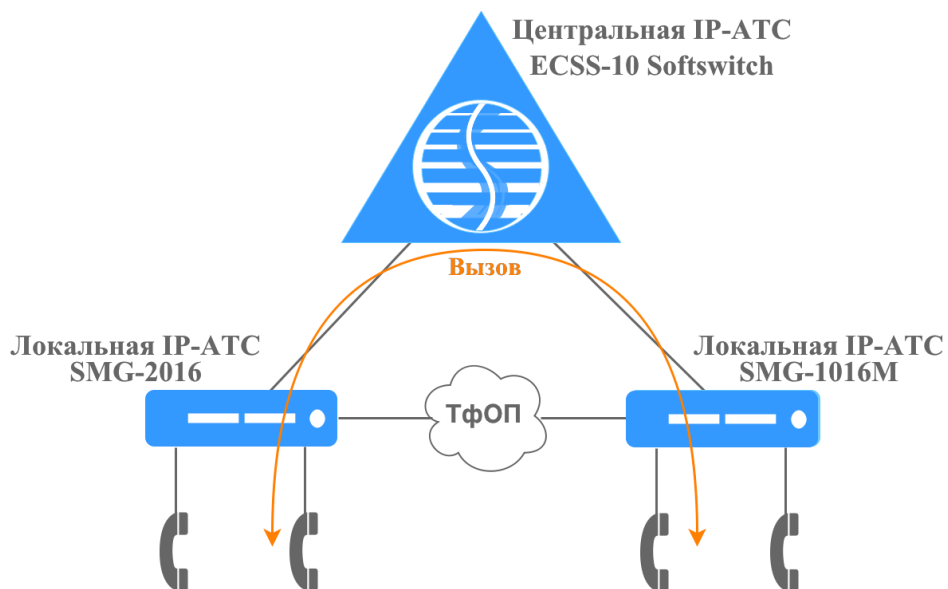 Центральная IP-АТС
ECSS-10 Softswitch
Вызов
Локальная IP-АТС
SMG-2016
Локальная IP-АТС
SMG-1016M
ТфОП